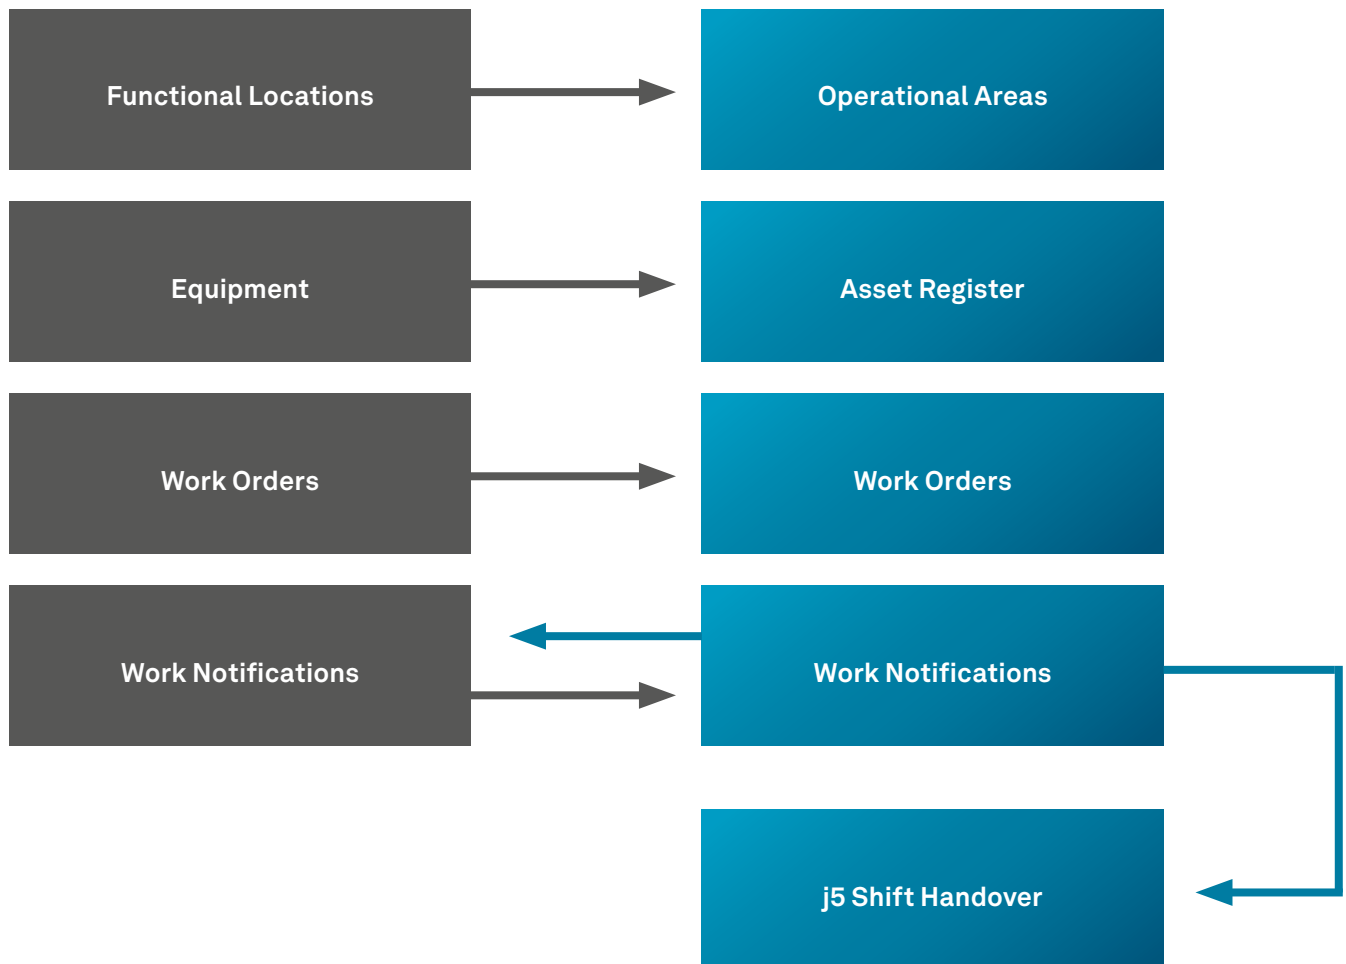 Functional Locations
Operational Areas
Equipment
Asset Register
Work Orders
Work Orders
Work Notifications
Work Notifications
j5 Shift Handover